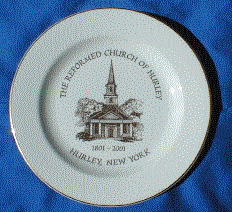 THE REFORMED CHURCH OF HURLEY
1801 - 2001
HURLEY, NEW YORK